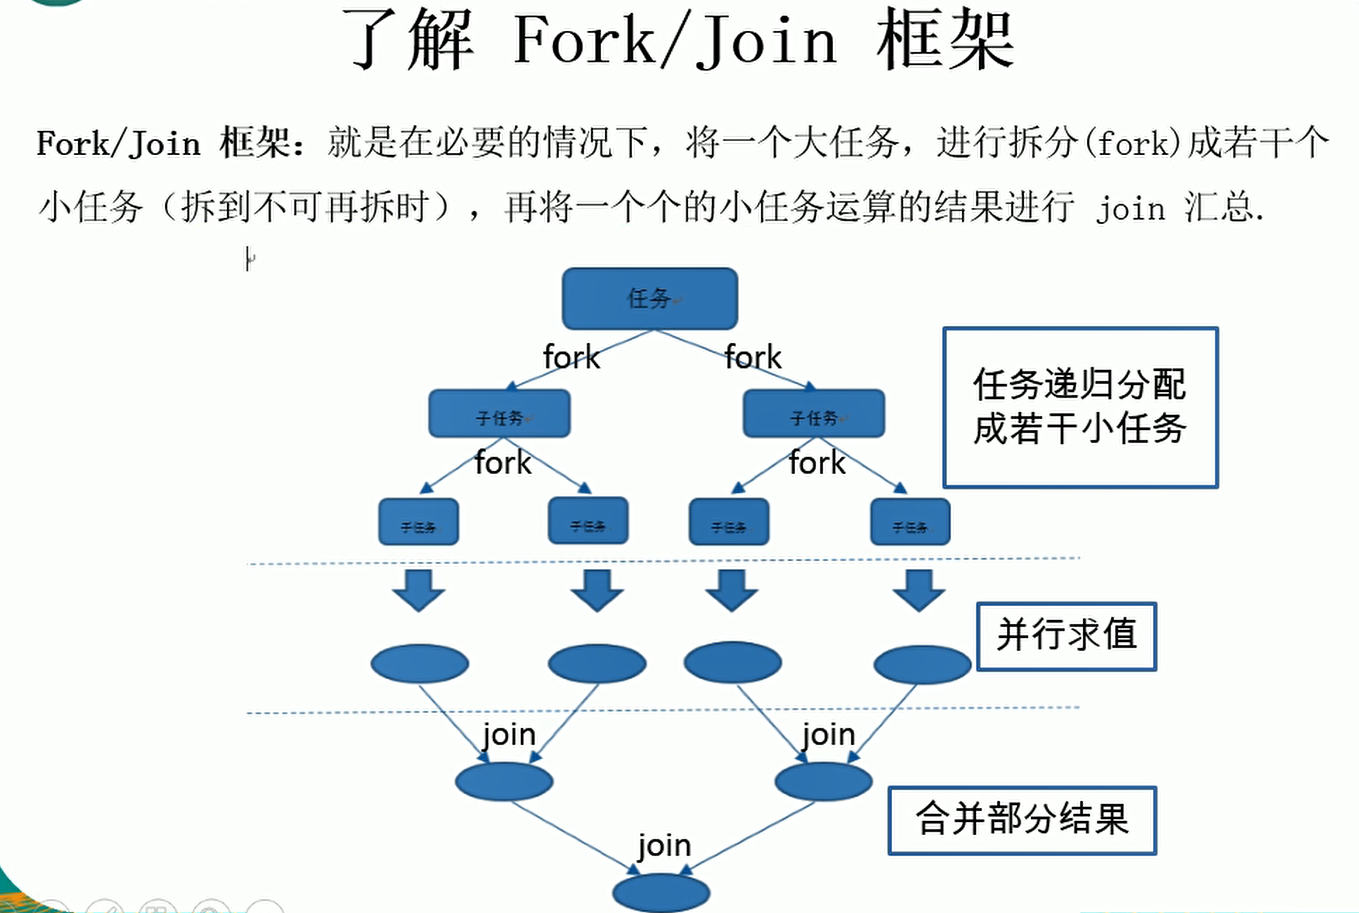 了解 Fork/Join 框架
Fork/Join 框架：就是在必要的情况下，将一个大任务，进行拆分(fork)成若干个
小任务（拆到不可再拆时），再将一个个的小任务运算的结果进行 join 汇总.
任务
fork
fork
子任务
子任务
任务递归分配
成若干小任务
fork
fork
子任务
子任务
子任务
子任务
并行求值
join
join
合并部分结果
join